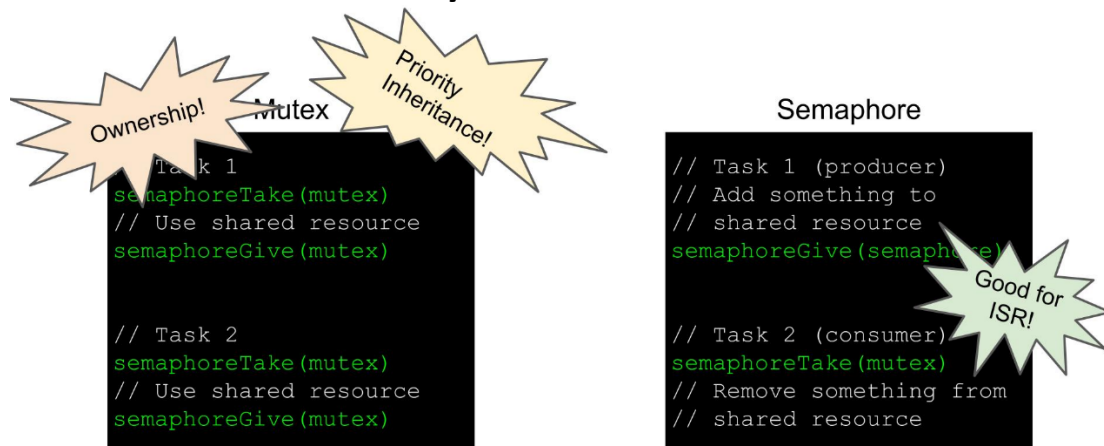 Ownership!
Mutex
Priority
Inheritance!
Task 1
semaphoreTake(mutex)
// Use shared resource
semaphoreGive(mutex)
// Task 2
semaphoreTake(mutex)
// Use shared resource
semaphoreGive(mutex)
Semaphore
// Task 1 (producer)
// Add something to
// shared resource
semaphoreGive(semaphore)
Good for
ISR!
// Task 2 (consumer)
semaphoreTake(mutex)
// Remove something from
// shared resource